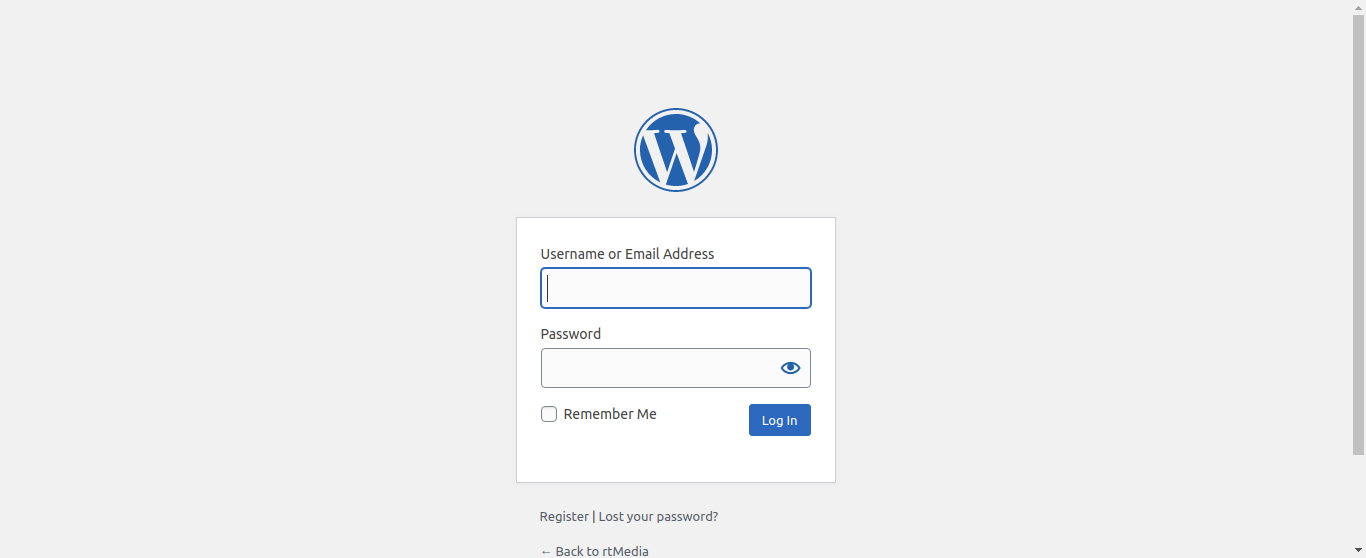 Username or Email Address
Password
Remember Me
Log In
Register | Lost your password?
← Back to rtMedia